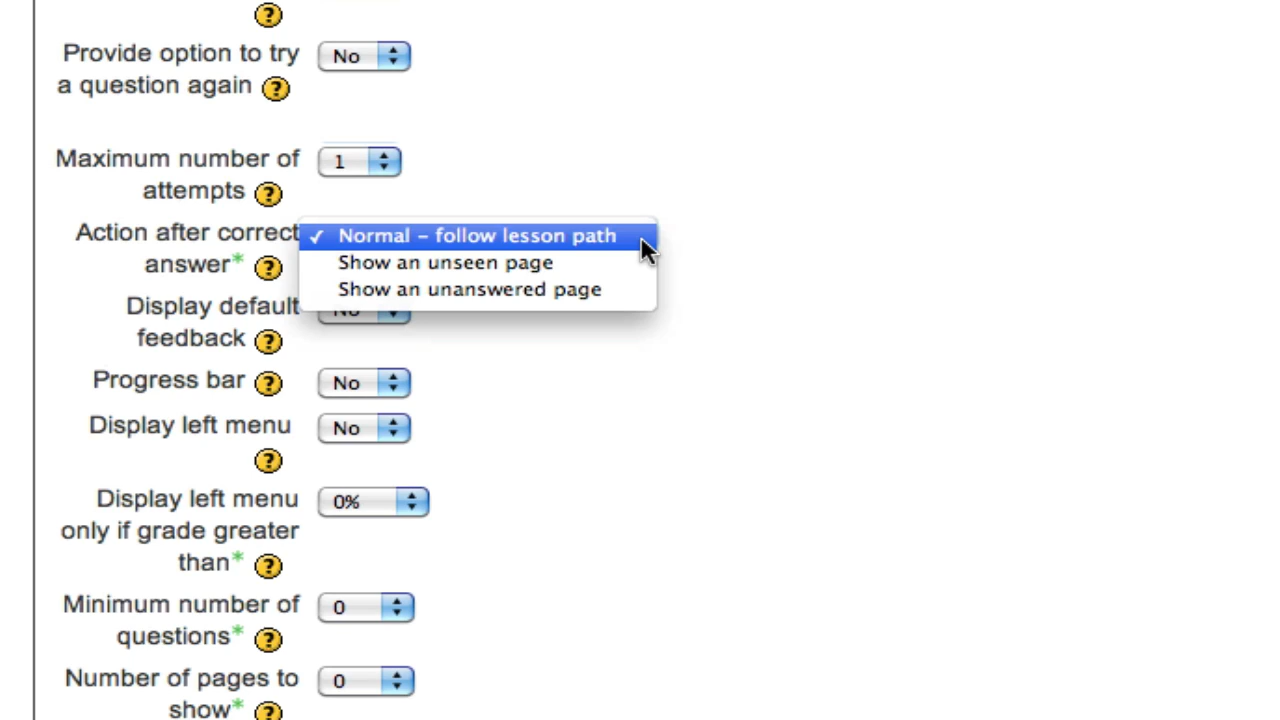 ?
Provide option to try No
a question again ?
Maximum number of 1
attempts ?
Action after correct ✓ Normal – follow lesson path
answer* ? Show an unseen page
Show an unanswered page
Display default No
feedback ?
Progress bar ? No
Display left menu No
?
Display left menu 0%
only if grade greater
than* ?
Minimum number of 0
questions* ?
Number of pages to 0
show* ?